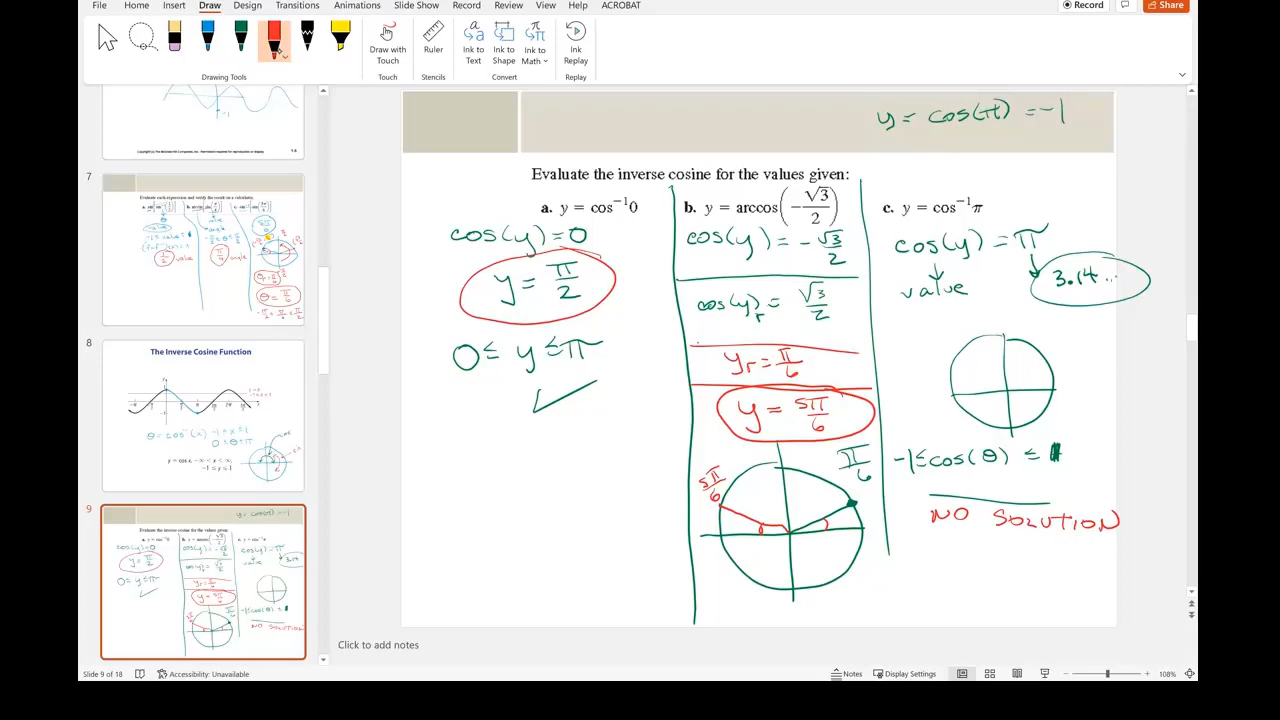 File Home Insert Draw Design Transitions Animations Slide Show Record Review View Help ACROBAT Record Share
Draw with Touch
Ruler
Ink to Text
Ink to Shape
Ink to Math
Ink Replay
Drawing Tools Touch Stencils Convert Replay
7
8
The Inverse Cosine Function
9
y = cos(π) = -1
Evaluate the inverse cosine for the values given:
a. y = cos⁻¹0
b. y = arccos(-√3/2)
c. y = cos⁻¹π
cos(y) = 0
y = π/2
0 ≤ y ≤ π
cos(y) = -√3/2
cos(y)r = √3/2
yr = π/6
y = 5π/6
5π/6
π/6
cos(y) = π
value
3.14...
-1 ≤ cos(θ) ≤ 1
NO SOLUTION
Click to add notes
Slide 9 of 18 Accessibility: Unavailable Notes Display Settings 108%